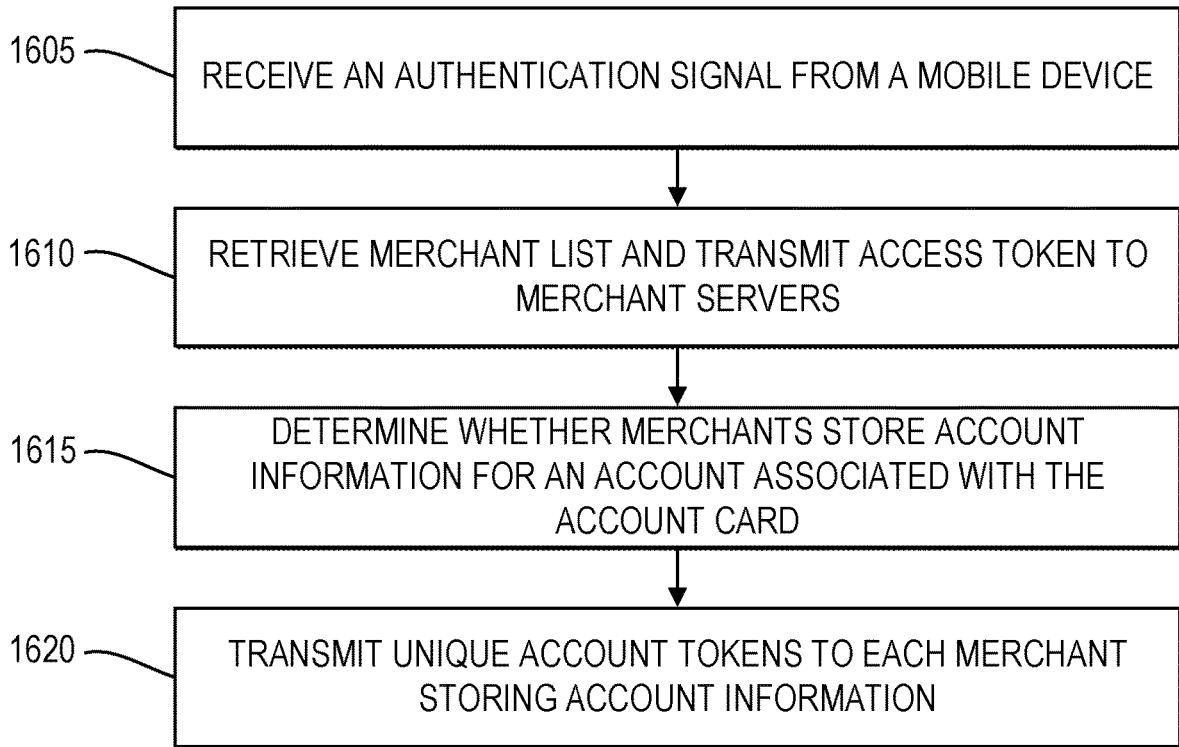 1605
RECEIVE AN AUTHENTICATION SIGNAL FROM A MOBILE DEVICE
1610
RETRIEVE MERCHANT LIST AND TRANSMIT ACCESS TOKEN TO
MERCHANT SERVERS
1615
DETERMINE WHETHER MERCHANTS STORE ACCOUNT
INFORMATION FOR AN ACCOUNT ASSOCIATED WITH THE
ACCOUNT CARD
1620
TRANSMIT UNIQUE ACCOUNT TOKENS TO EACH MERCHANT
STORING ACCOUNT INFORMATION